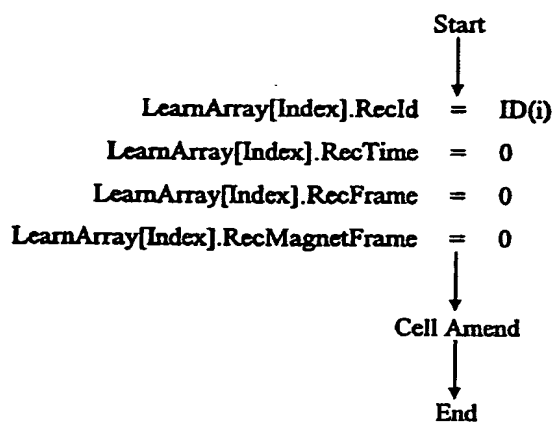 Start
LearnArray[Index].RecId = ID(i)
LearnArray[Index].RecTime = 0
LearnArray[Index].RecFrame = 0
LearnArray[Index].RecMagnetFrame = 0
Cell Amend
End